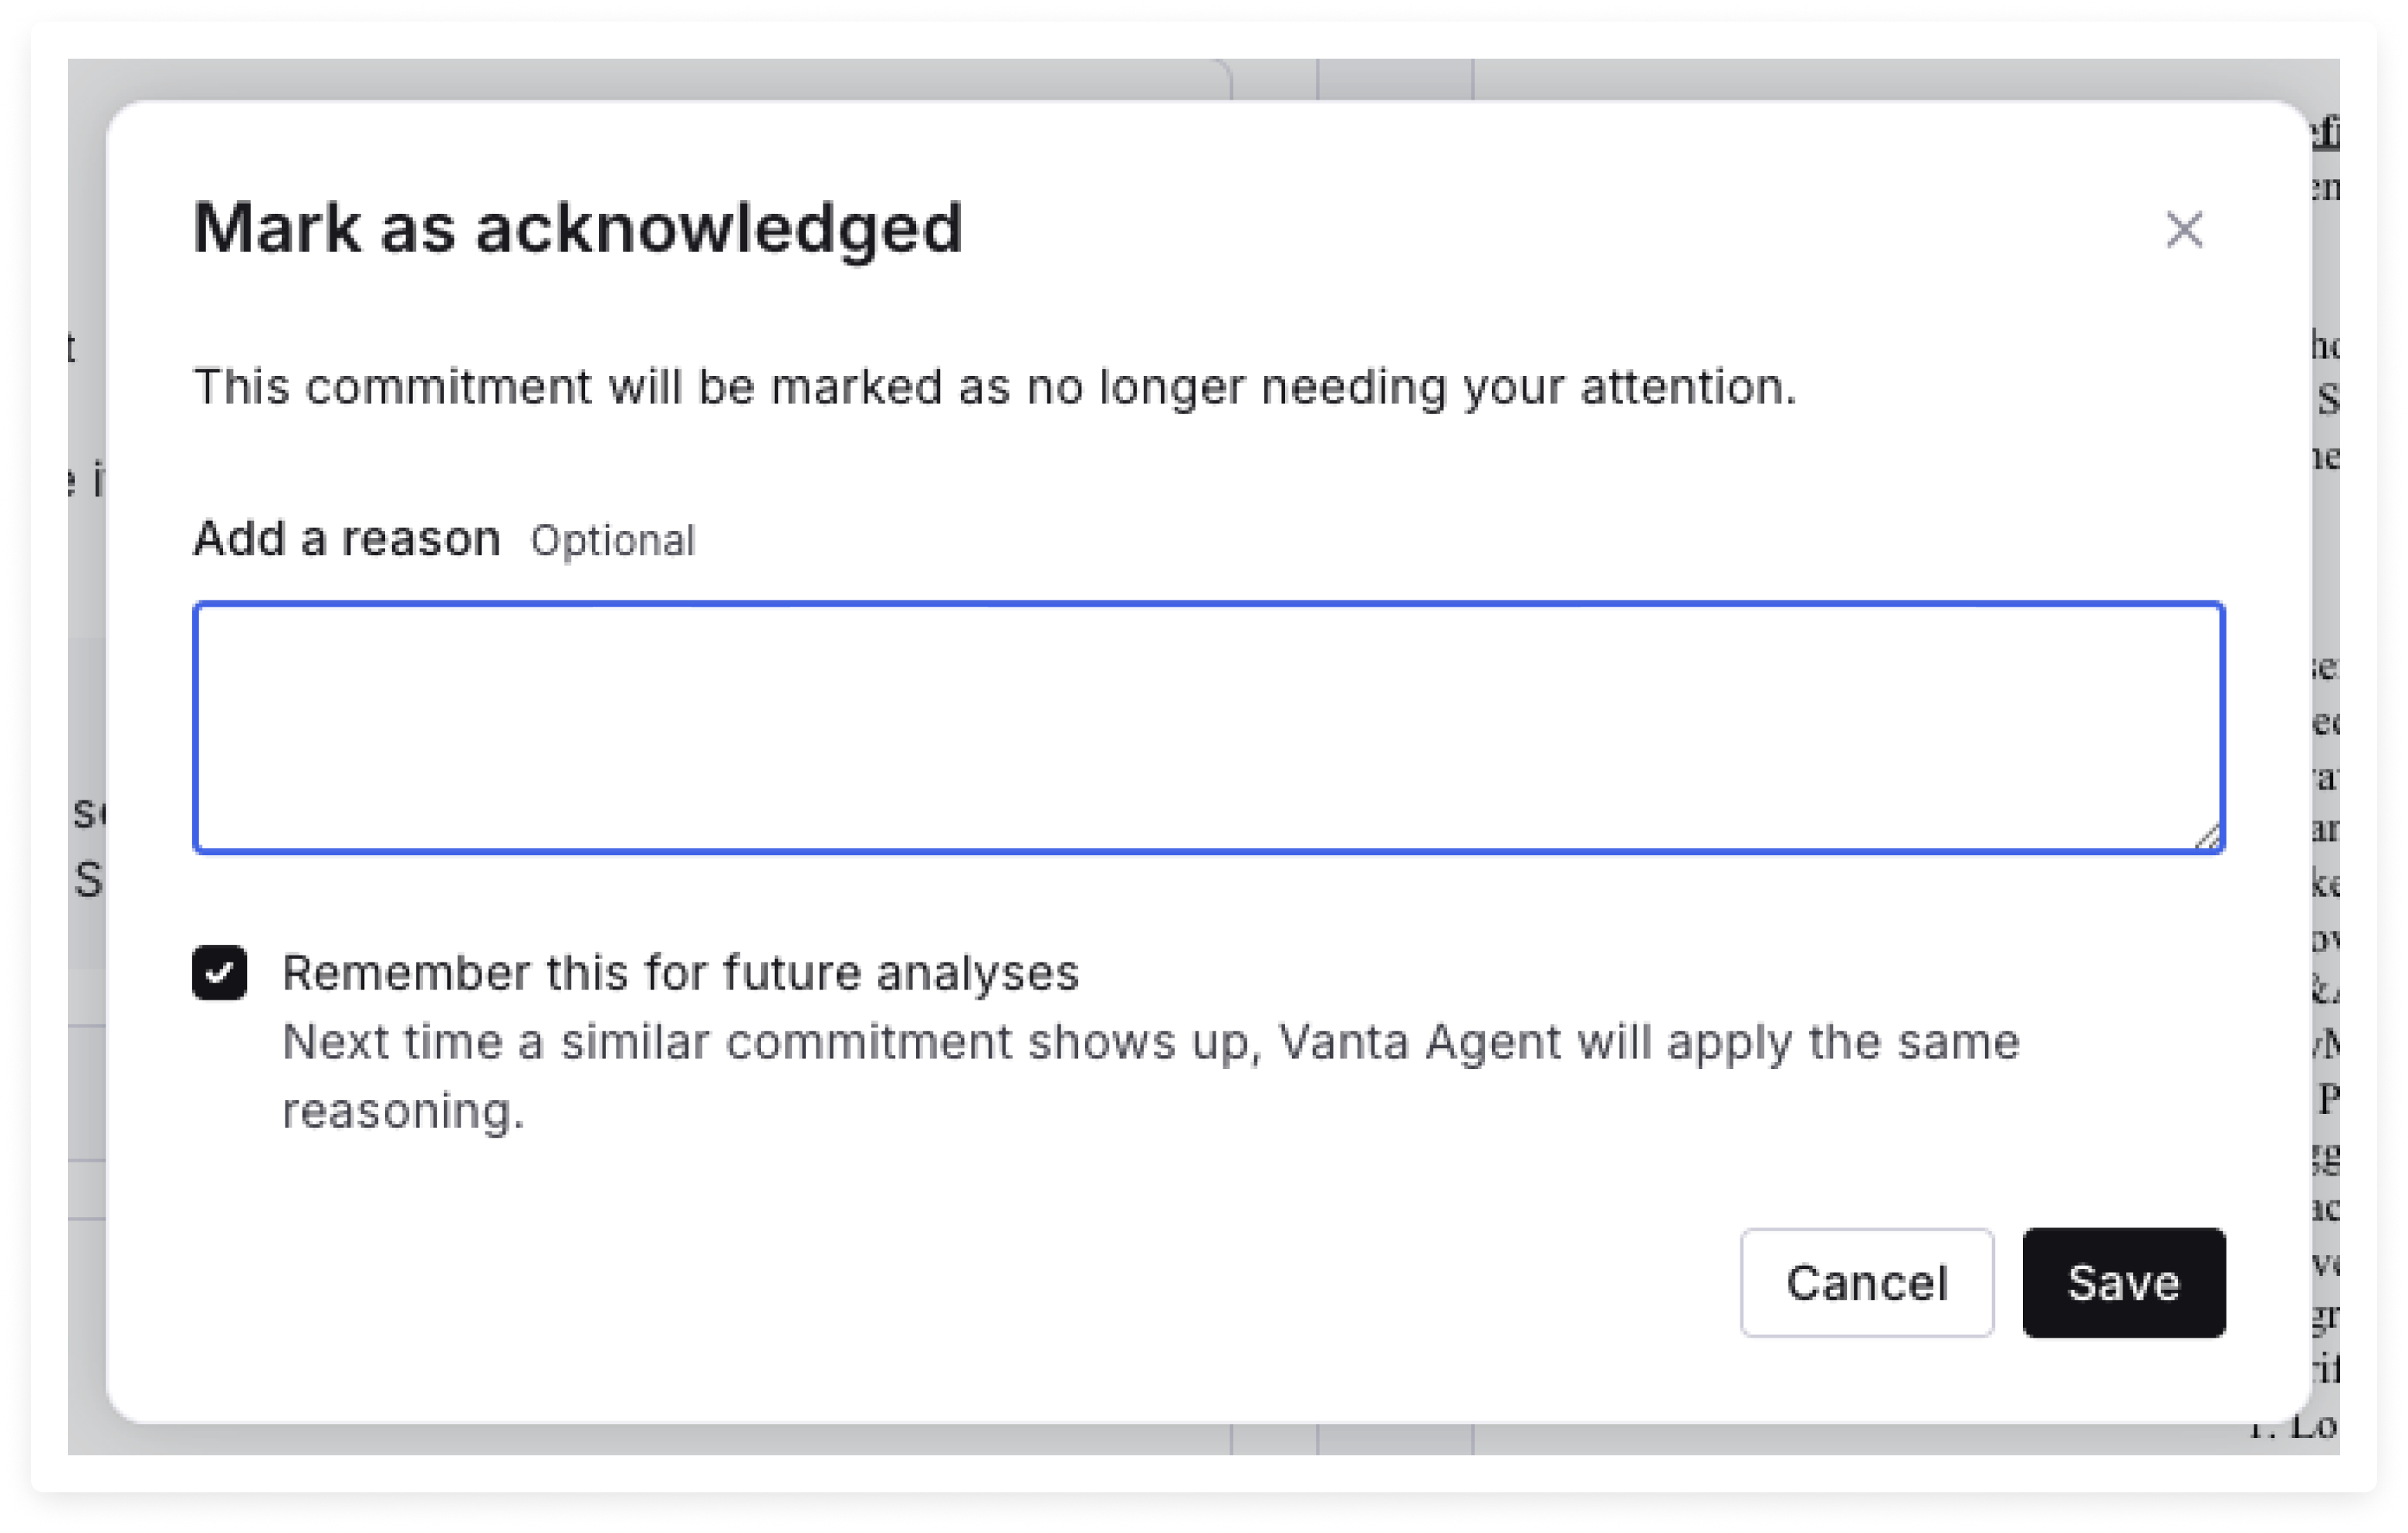 Mark as acknowledged
This commitment will be marked as no longer needing your attention.
Add a reason Optional
Remember this for future analyses
Next time a similar commitment shows up, Vanta Agent will apply the same
reasoning.
Cancel Save